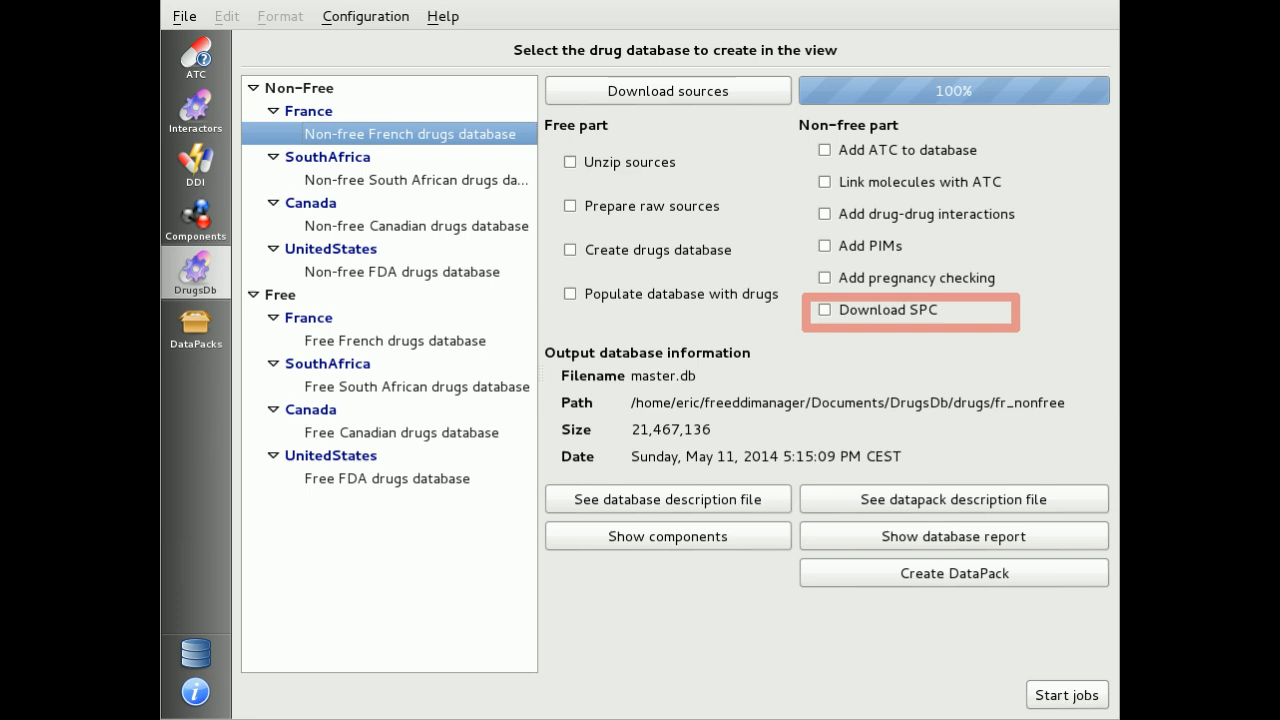 File Edit Format Configuration Help
Select the drug database to create in the view
ATC
Interactors
DDI
Components
DrugsDb
DataPacks
Non-Free
France
Non-free French drugs database
SouthAfrica
Non-free South African drugs da...
Canada
Non-free Canadian drugs database
UnitedStates
Non-free FDA drugs database
Free
France
Free French drugs database
SouthAfrica
Free South African drugs database
Canada
Free Canadian drugs database
UnitedStates
Free FDA drugs database
Download sources
100%
Free part
Unzip sources
Prepare raw sources
Create drugs database
Populate database with drugs
Non-free part
Add ATC to database
Link molecules with ATC
Add drug-drug interactions
Add PIMs
Add pregnancy checking
Download SPC
Output database information
Filename master.db
Path /home/eric/freeddimanager/Documents/DrugsDb/drugs/fr_nonfree
Size 21,467,136
Date Sunday, May 11, 2014 5:15:09 PM CEST
See database description file
See datapack description file
Show components
Show database report
Create DataPack
Start jobs